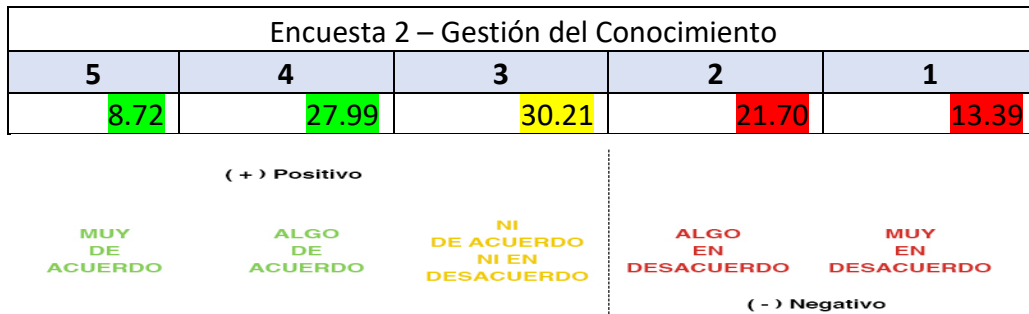 Encuesta 2 – Gestión del Conocimiento
5 4 3 2 1
8.72 27.99 30.21 21.70 13.39
( + ) Positivo
MUY
DE
ACUERDO
ALGO
DE
ACUERDO
NI
DE ACUERDO
NI EN
DESACUERDO
ALGO
EN
DESACUERDO
MUY
EN
DESACUERDO
( - ) Negativo